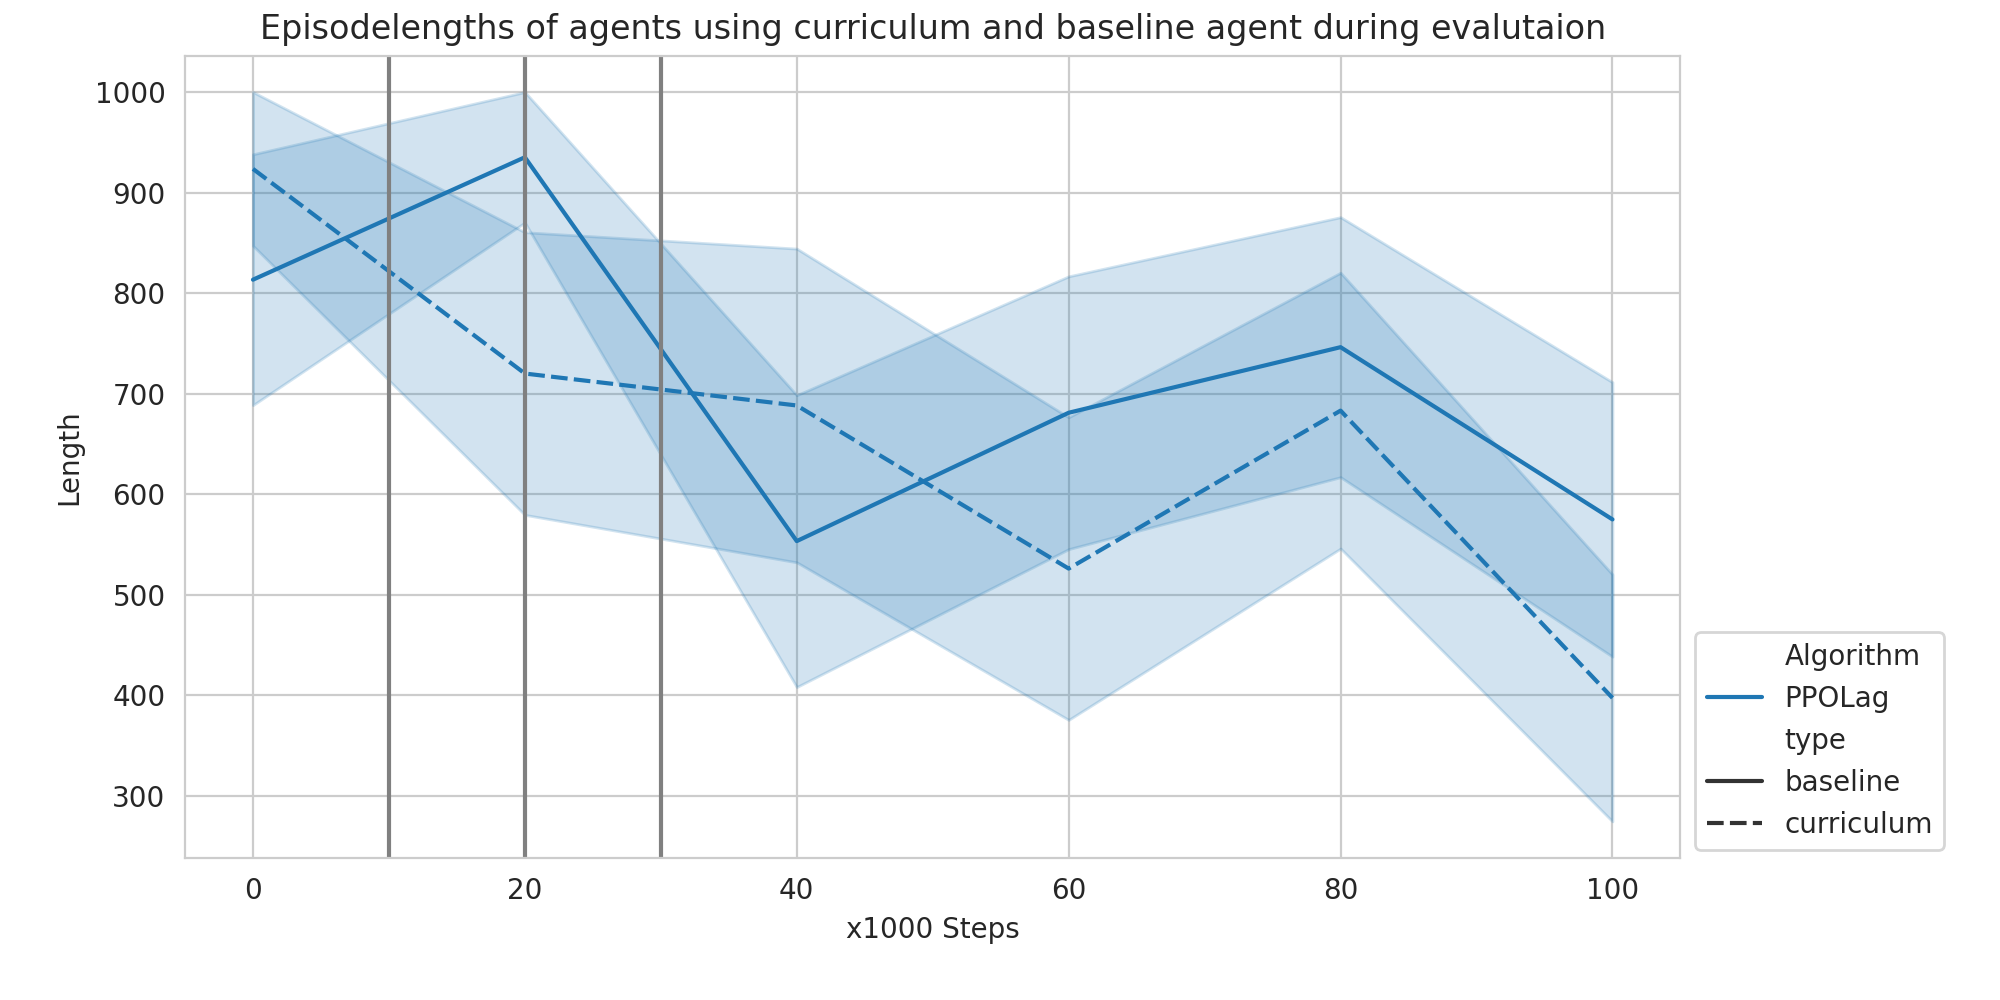 Episodelengths of agents using curriculum and baseline agent during evalutaion
1000
900
800
700
600
500
400
300
Length
0 20 40 60 80 100
x1000 Steps
Algorithm
PPOLag
type
baseline
curriculum